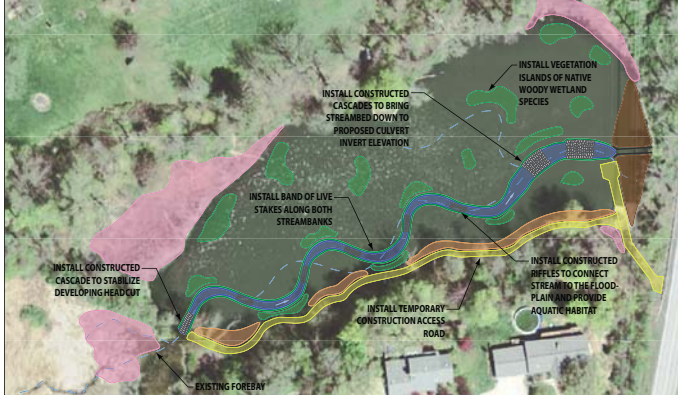 INSTALL VEGETATION
ISLANDS OF NATIVE
WOODY WETLAND
SPECIES
INSTALL CONSTRUCTED
CASCADES TO BRING
STREAMBED DOWN TO
PROPOSED CULVERT
INVERT ELEVATION
INSTALL BAND OF LIVE
STAKES ALONG BOTH
STREAMBANKS
INSTALL CONSTRUCTED
CASCADE TO STABILIZE
DEVELOPING HEADCUT
INSTALL CONSTRUCTED
RIFFLES TO CONNECT
STREAM TO THE FLOOD-
PLAIN AND PROVIDE
AQUATIC HABITAT
INSTALL TEMPORARY
CONSTRUCTION ACCESS
ROAD
EXISTING FOREBAY